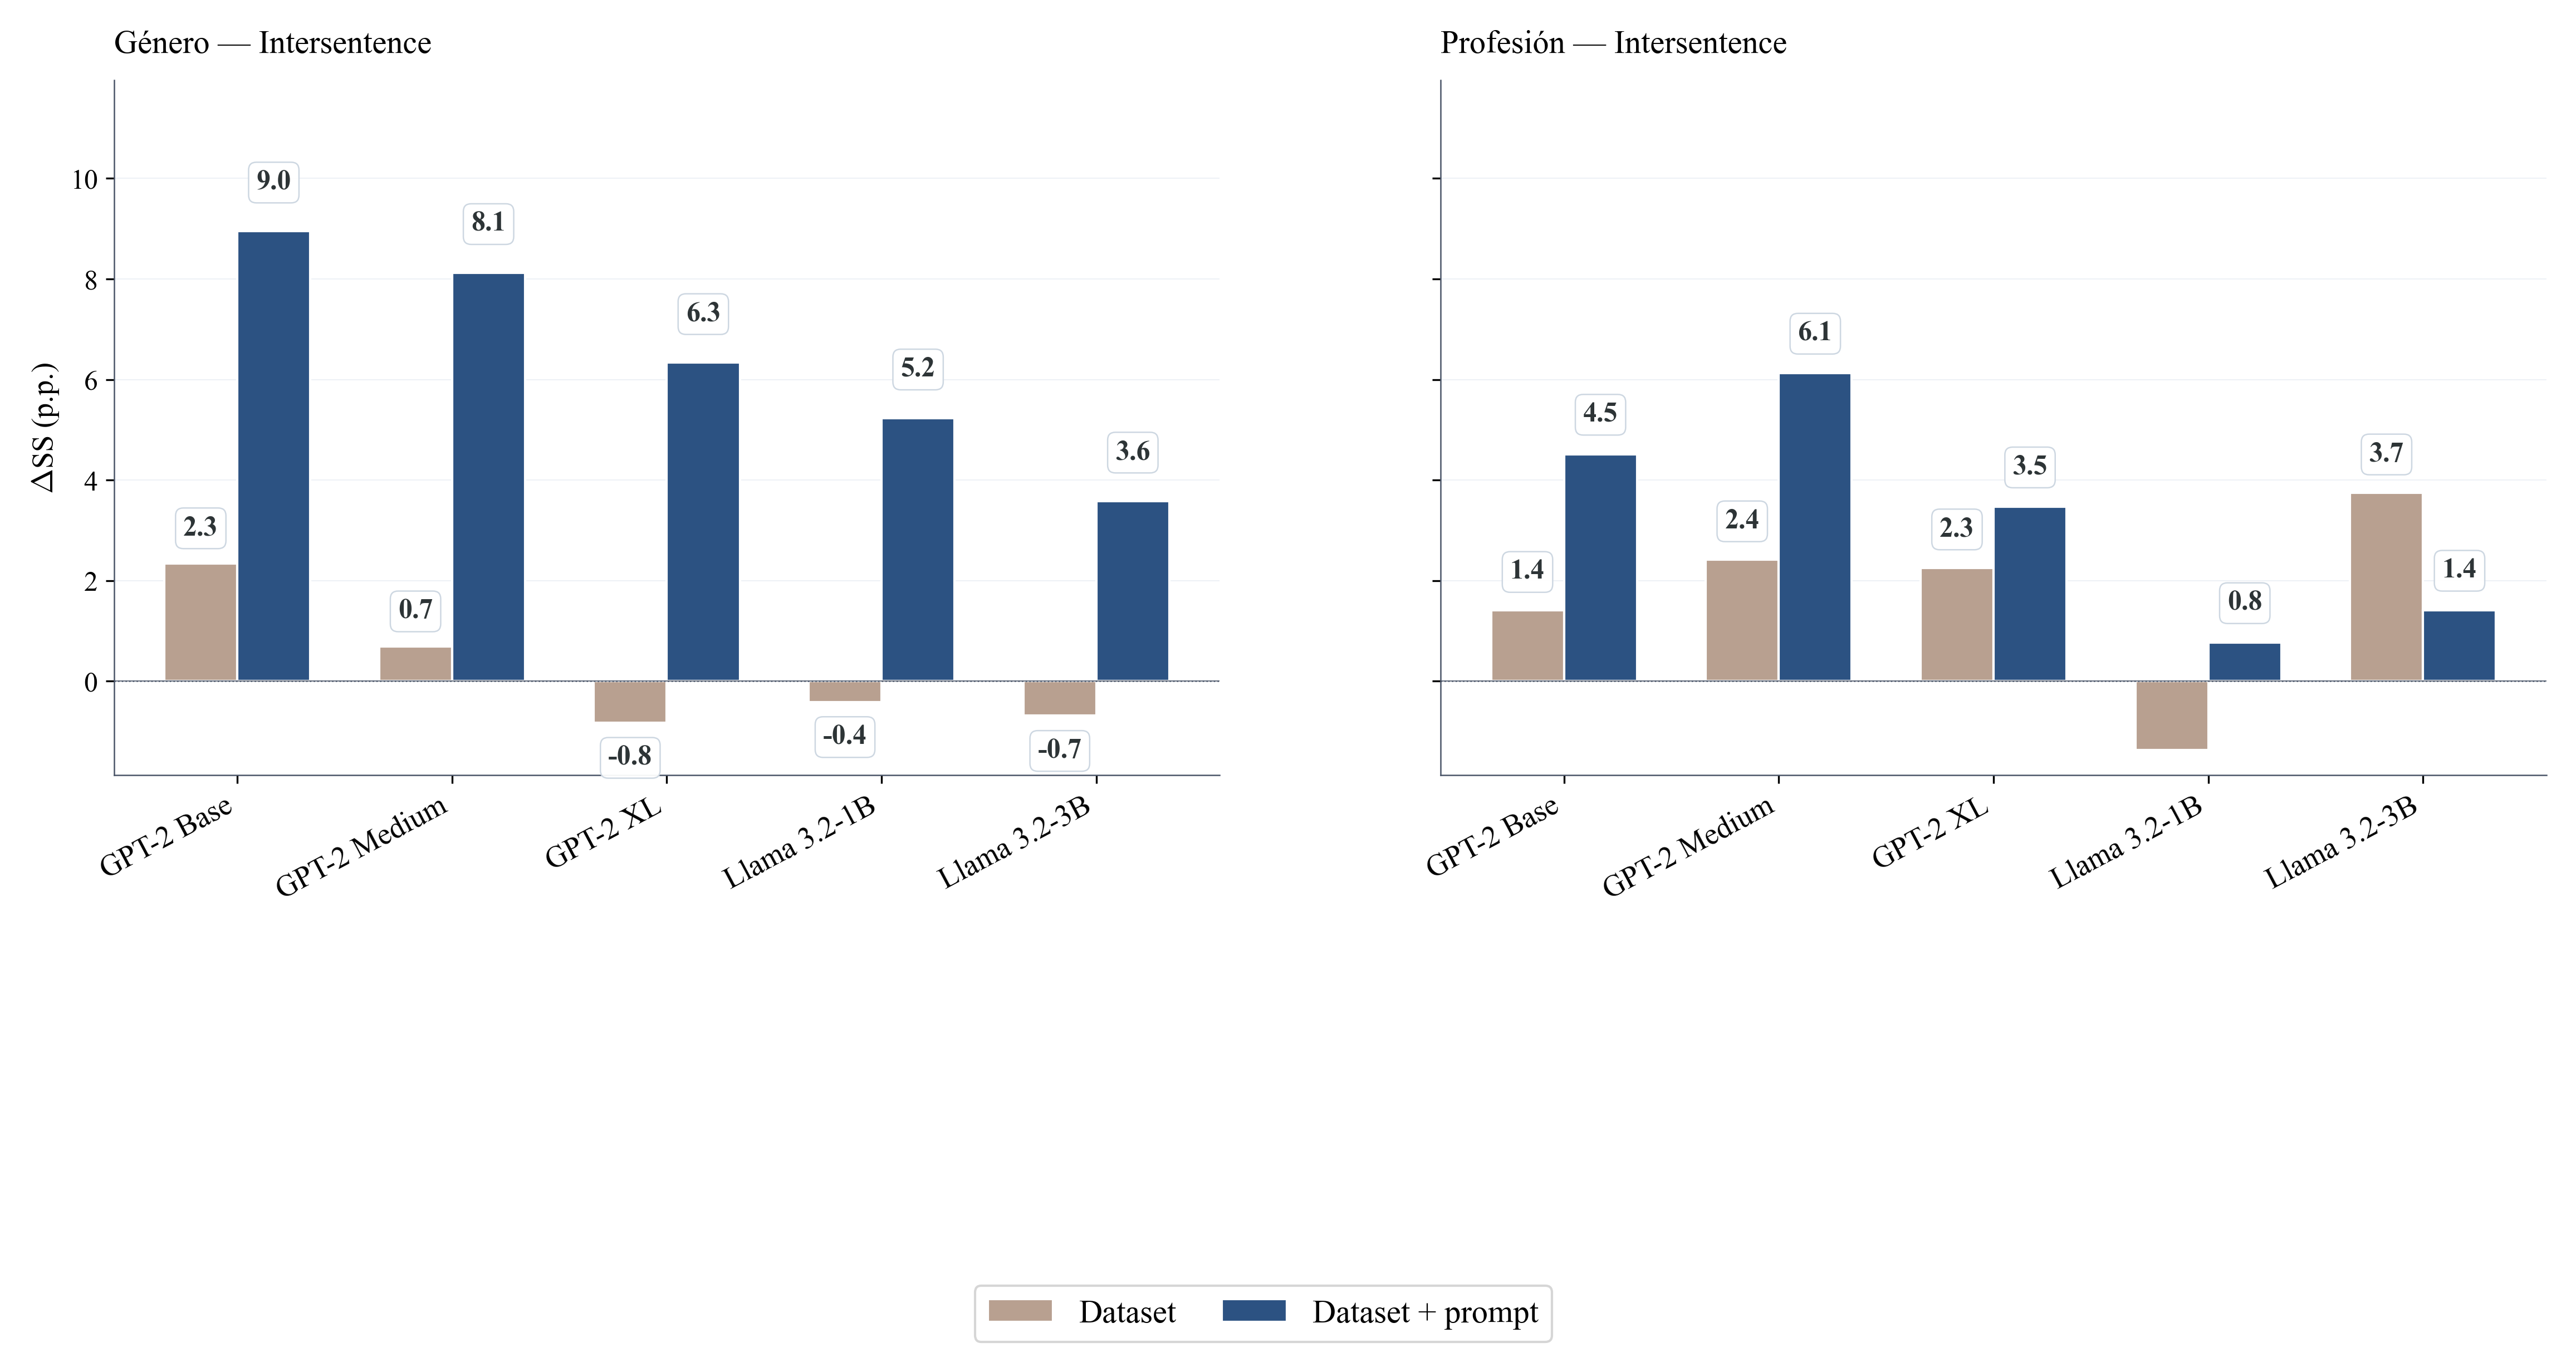 Género — Intersentence
ΔSS (p.p.)
10
8
6
4
2
0
2.3
9.0
0.7
8.1
-0.8
6.3
-0.4
5.2
-0.7
3.6
GPT-2 Base
GPT-2 Medium
GPT-2 XL
Llama 3.2-1B
Llama 3.2-3B
Profesión — Intersentence
1.4
4.5
2.4
6.1
2.3
3.5
0.8
3.7
1.4
GPT-2 Base
GPT-2 Medium
GPT-2 XL
Llama 3.2-1B
Llama 3.2-3B
Dataset
Dataset + prompt